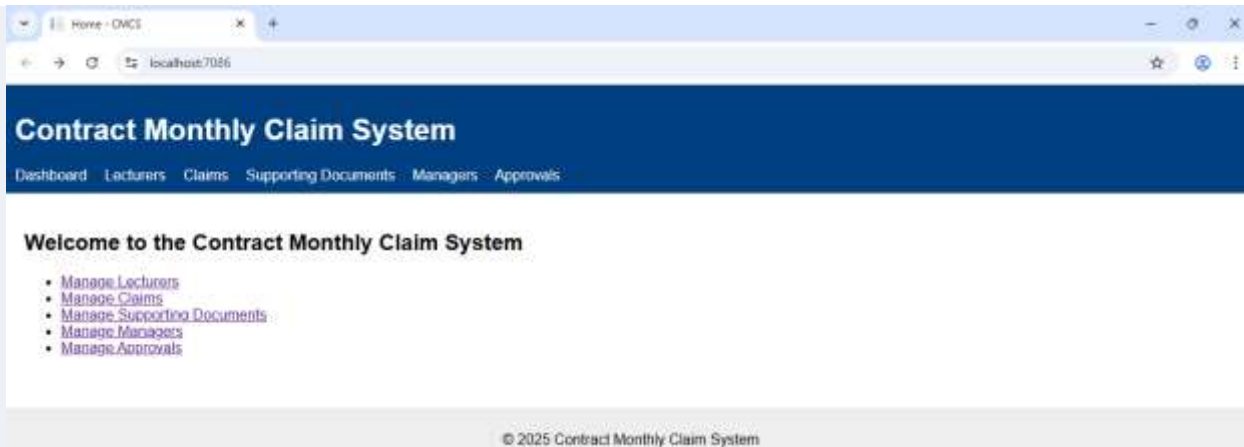 Home - CMCS
localhost:7086
Contract Monthly Claim System
Dashboard Lecturers Claims Supporting Documents Managers Approvals
Welcome to the Contract Monthly Claim System
• Manage Lecturers
• Manage Claims
• Manage Supporting Documents
• Manage Managers
• Manage Approvals
© 2025 Contract Monthly Claim System